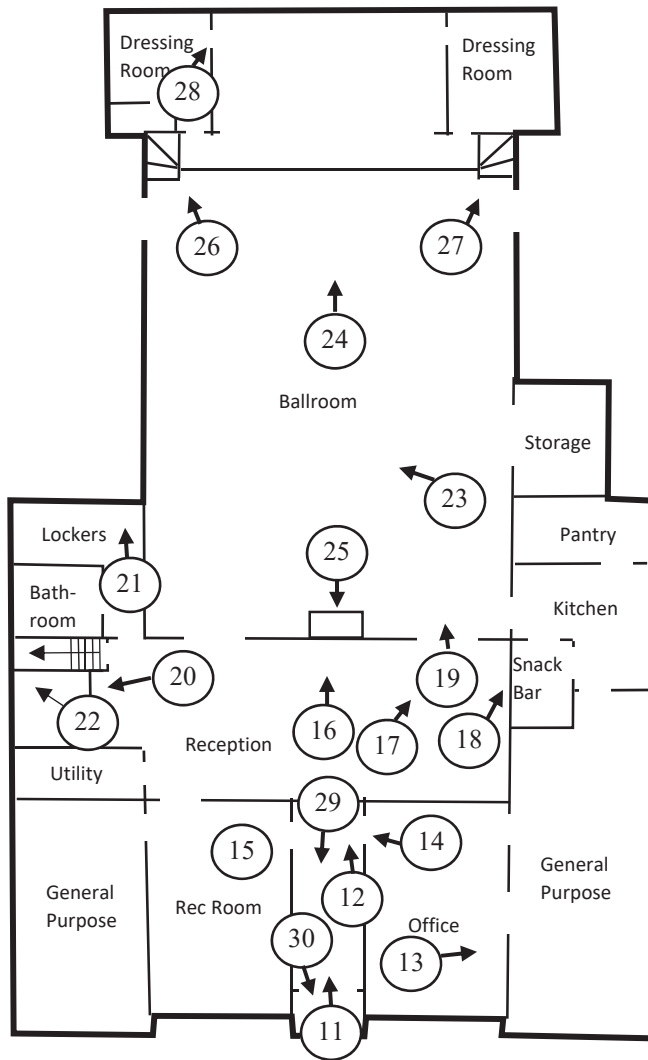 Dressing
Room
Dressing
Room
28
26
27
24
Ballroom
Storage
23
Lockers
25
Pantry
21
Bath-
room
Kitchen
20
19
Snack
Bar
22
16
17
18
Reception
Utility
29
15
14
General
Purpose
Rec Room
12
General
Purpose
Office
30
13
11